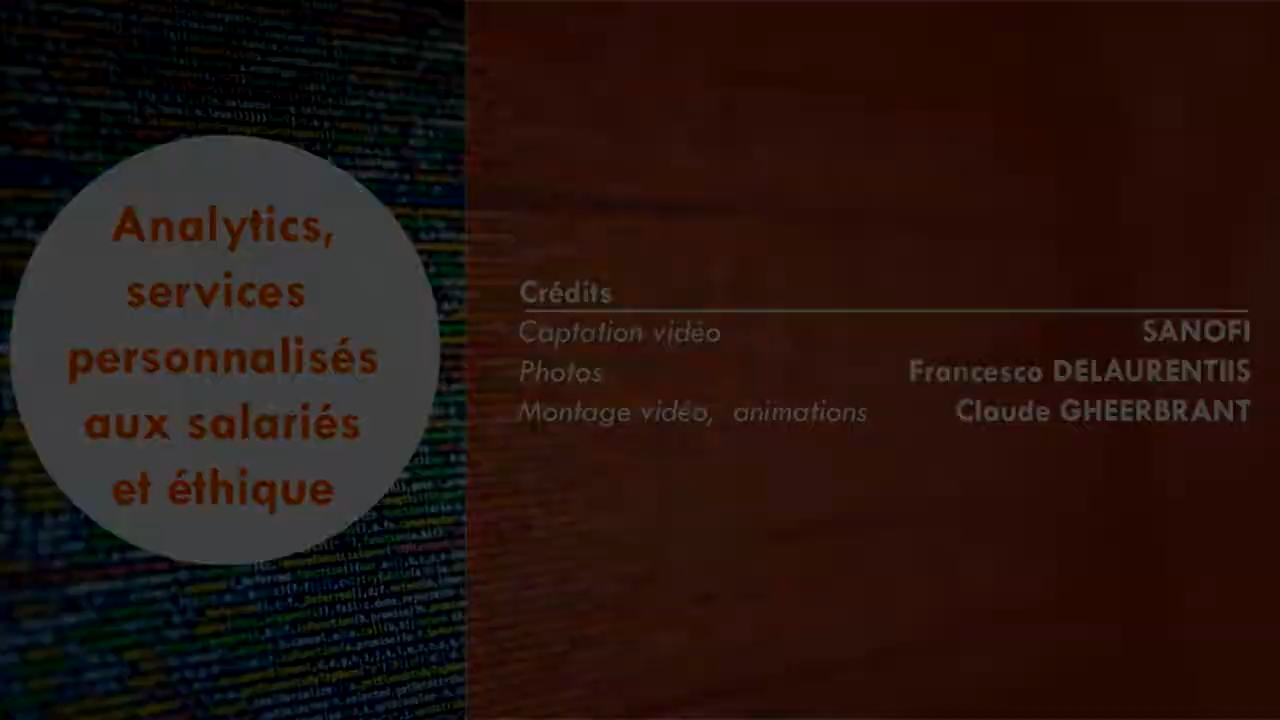 Analytics,
services
personnalisés
aux salariés
et éthique
Crédits
Captation vidéo SANOFI
Photos Francesco DELAURENTIIS
Montage vidéo, animations Claude GHEERBRANT